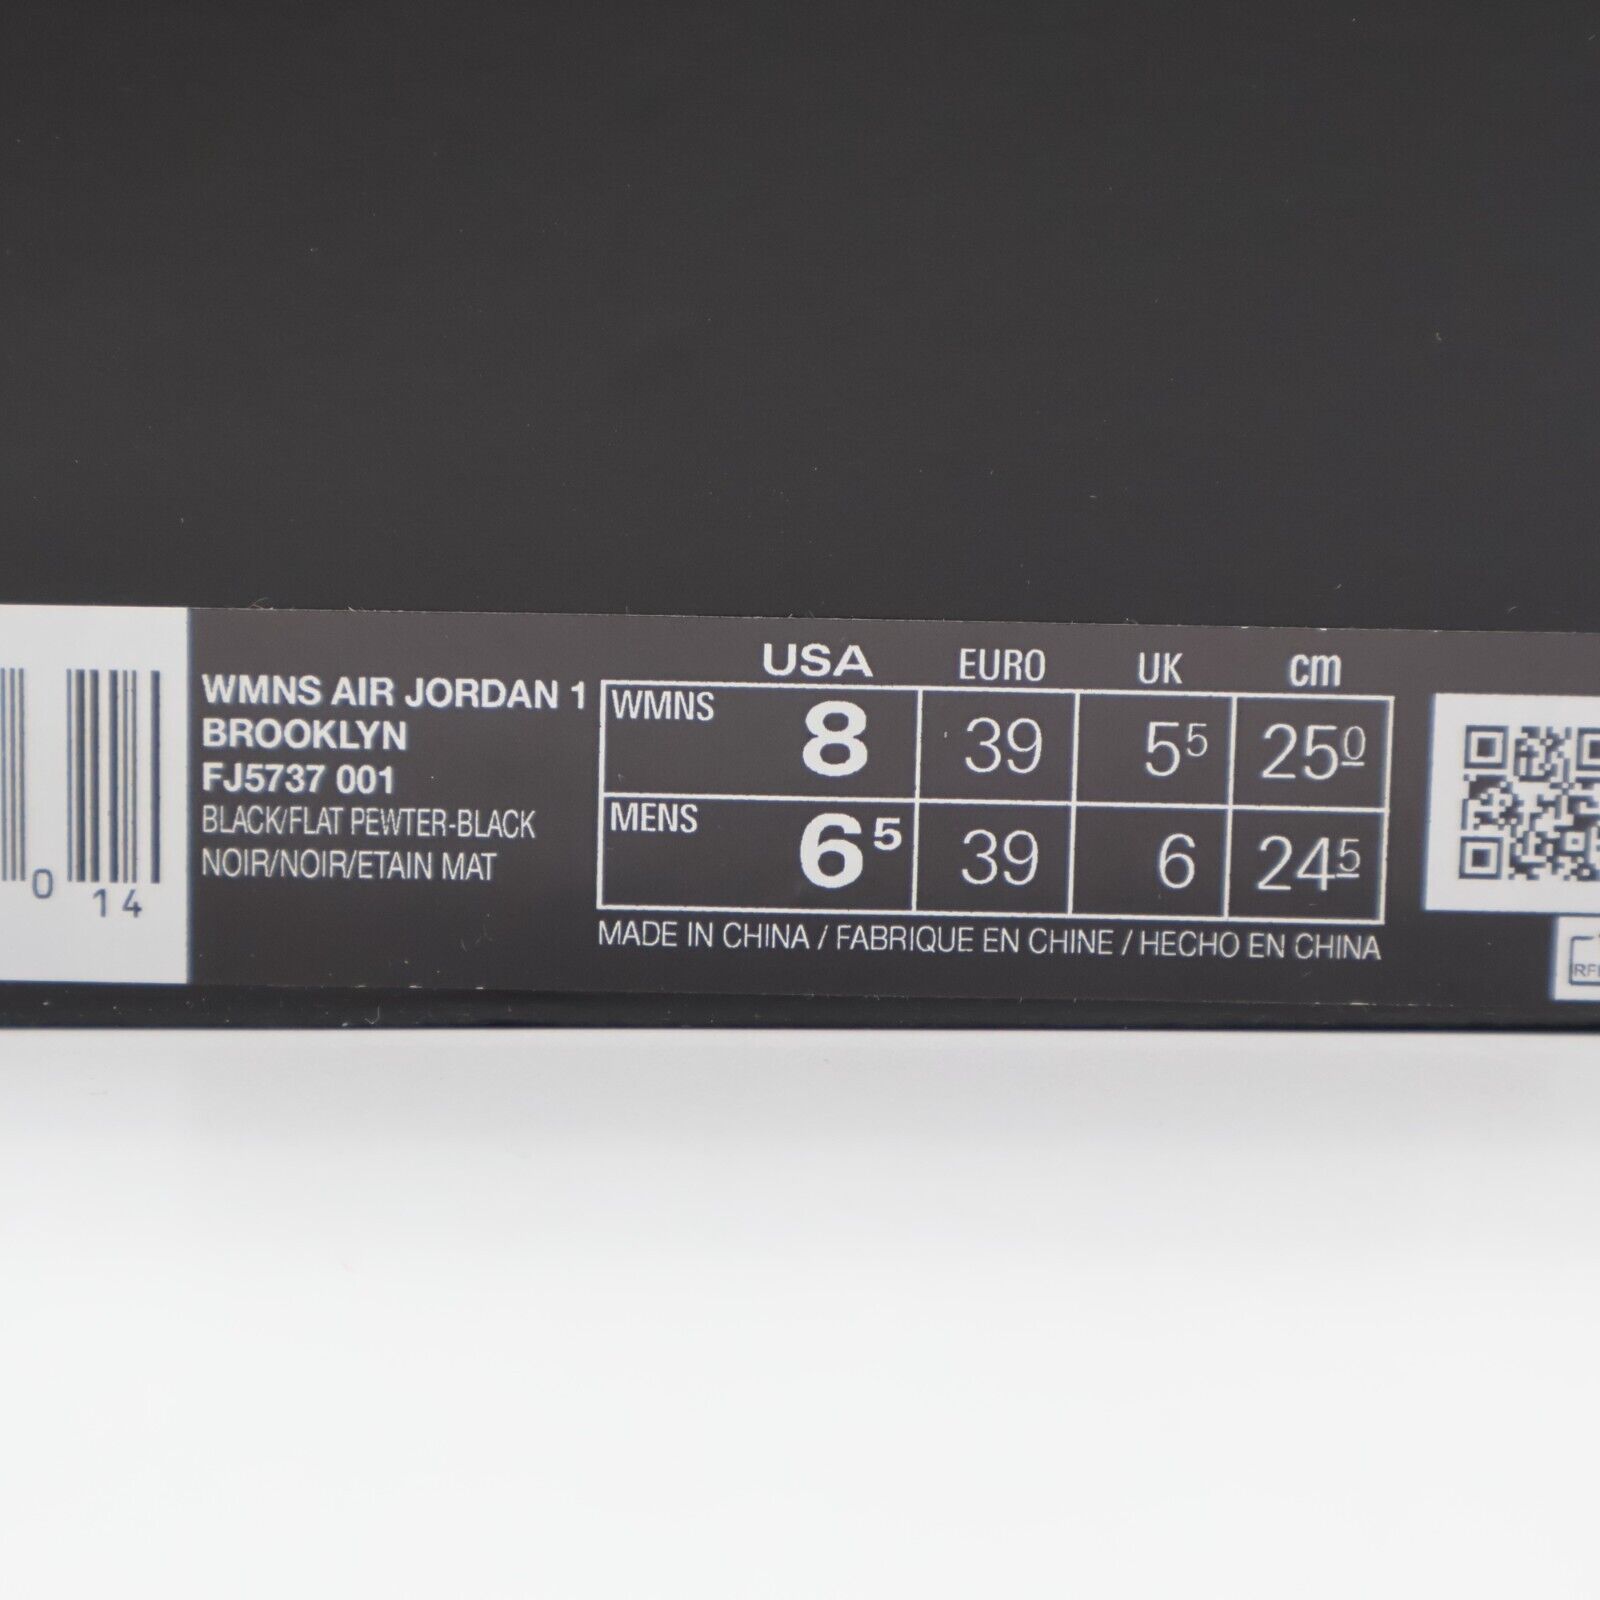 0 14
WMNS AIR JORDAN 1
BROOKLYN
FJ5737 001
BLACK/FLAT PEWTER-BLACK
NOIR/NOIR/ETAIN MAT
USA EURO UK cm
WMNS 8 39 5⁵ 25⁰
MENS 6⁵ 39 6 24⁵
MADE IN CHINA / FABRIQUE EN CHINE / HECHO EN CHINA